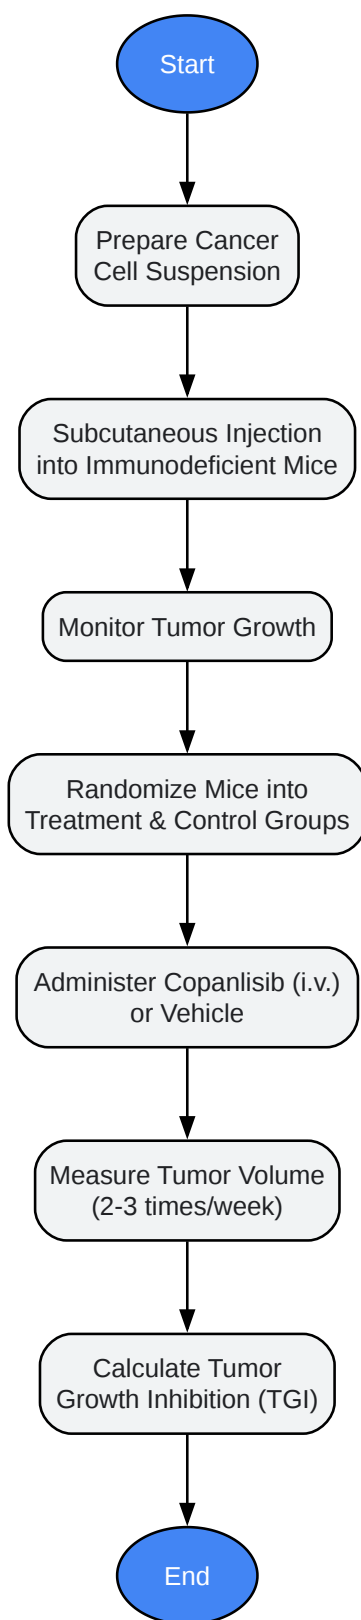 Start
Prepare Cancer
Cell Suspension
Subcutaneous Injection
into Immunodeficient Mice
Monitor Tumor Growth
Randomize Mice into
Treatment & Control Groups
Administer Copanlisib (i.v.)
or Vehicle
Measure Tumor Volume
(2-3 times/week)
Calculate Tumor
Growth Inhibition (TGI)
End